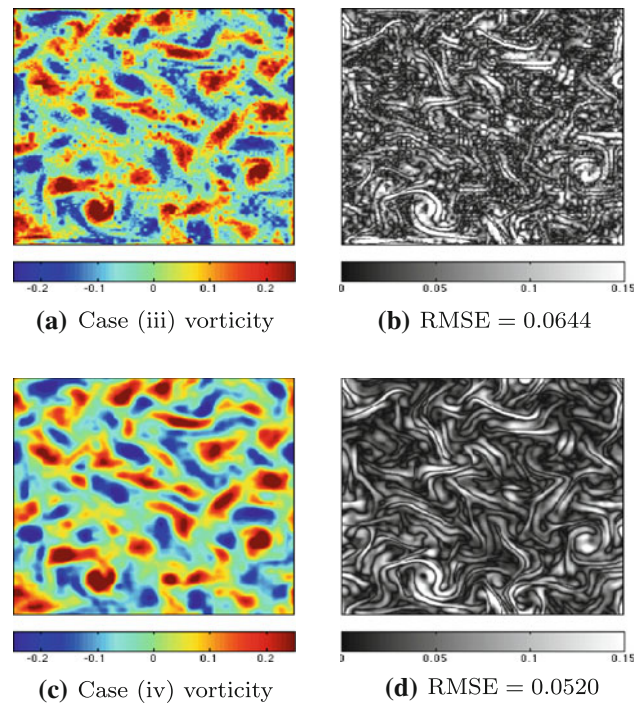 -0.2 -0.1 0 0.1 0.2
0 0.05 0.1 0.15
(a) Case (iii) vorticity
(b) RMSE = 0.0644
-0.2 -0.1 0 0.1 0.2
0 0.05 0.1 0.15
(c) Case (iv) vorticity
(d) RMSE = 0.0520